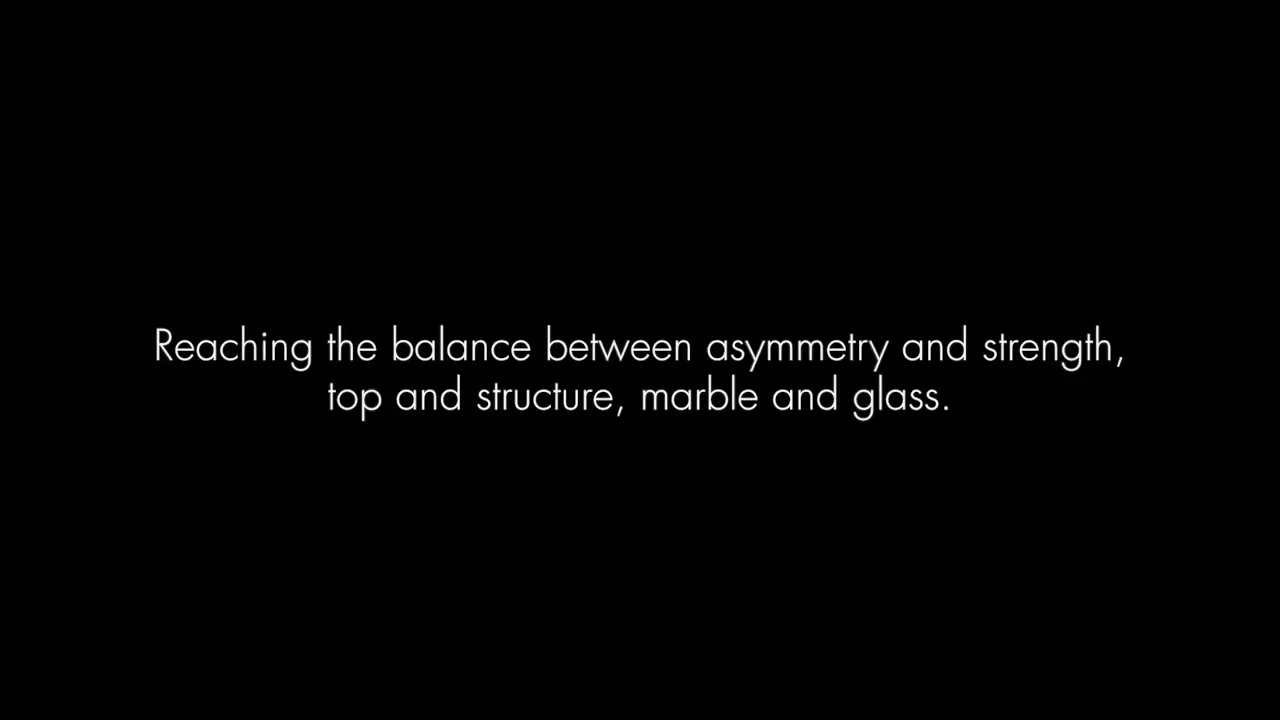 Reaching the balance between asymmetry and strength,
top and structure, marble and glass.